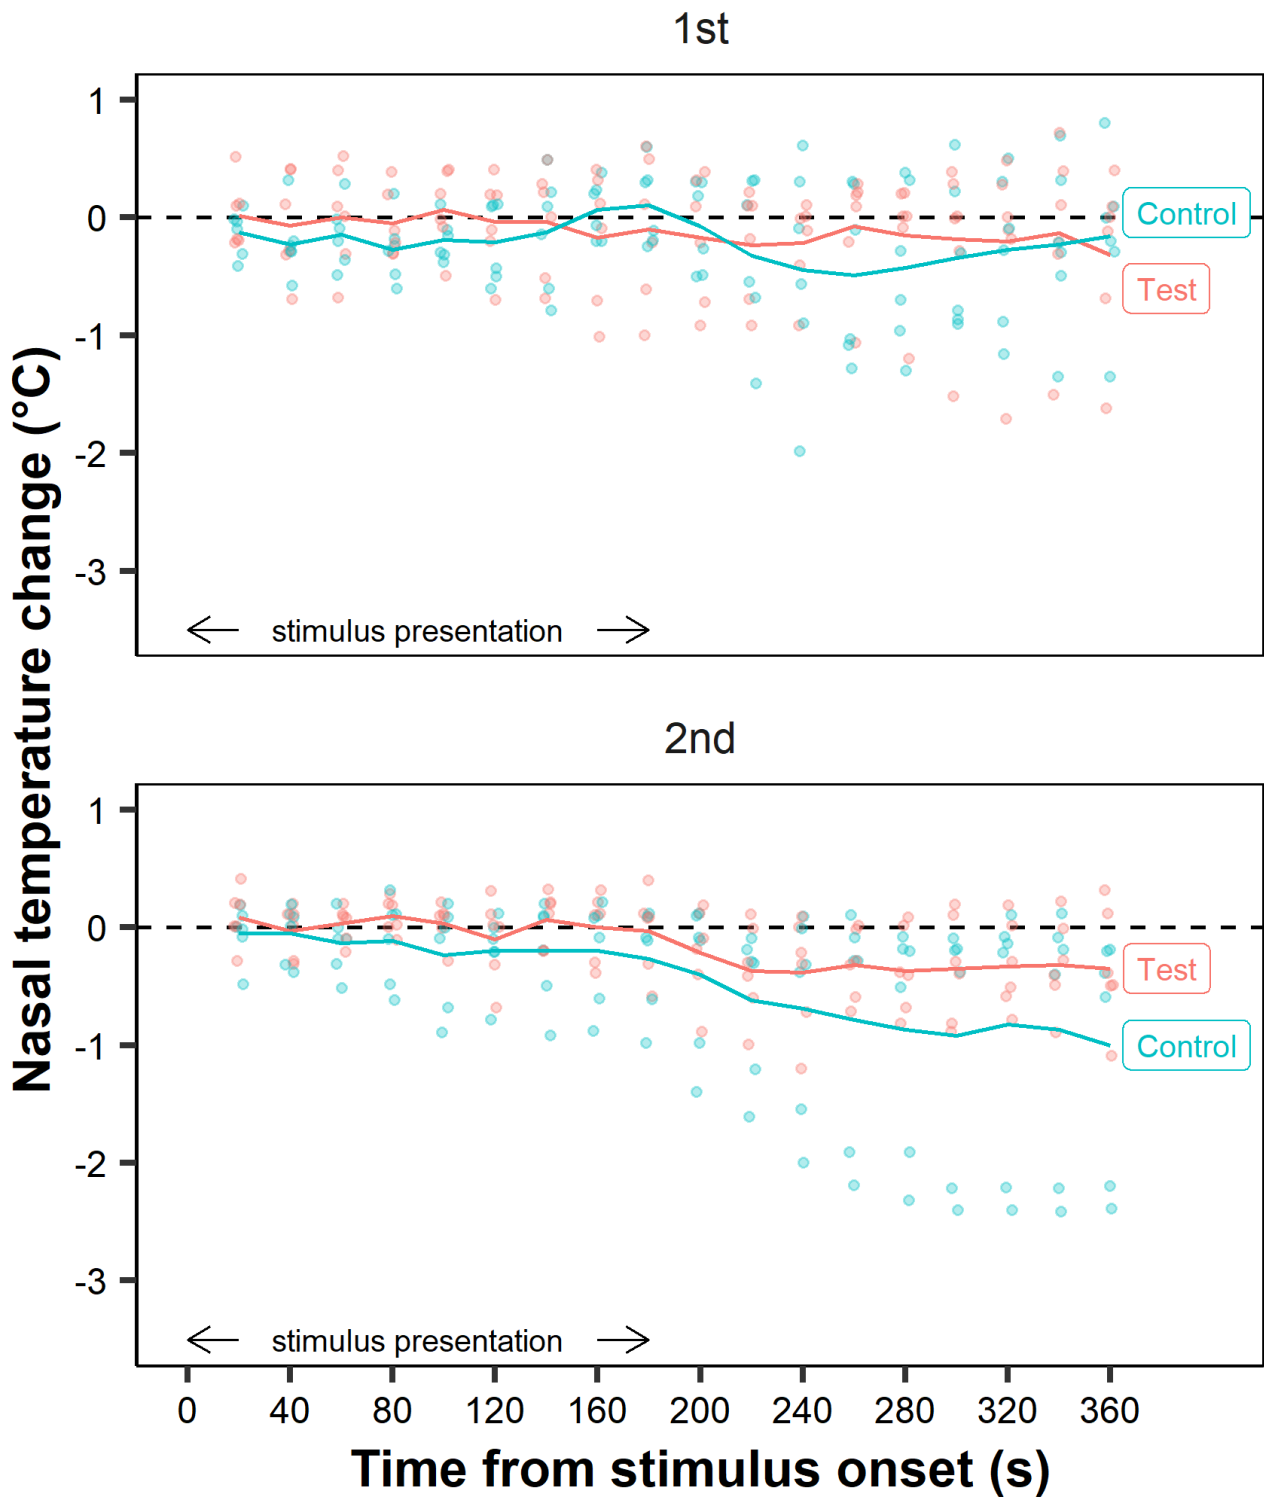 1st
Nasal temperature change (°C)
1
0
-1
-2
-3
Control
Test
stimulus presentation
2nd
1
0
-1
-2
-3
Test
Control
stimulus presentation
0 40 80 120 160 200 240 280 320 360
Time from stimulus onset (s)